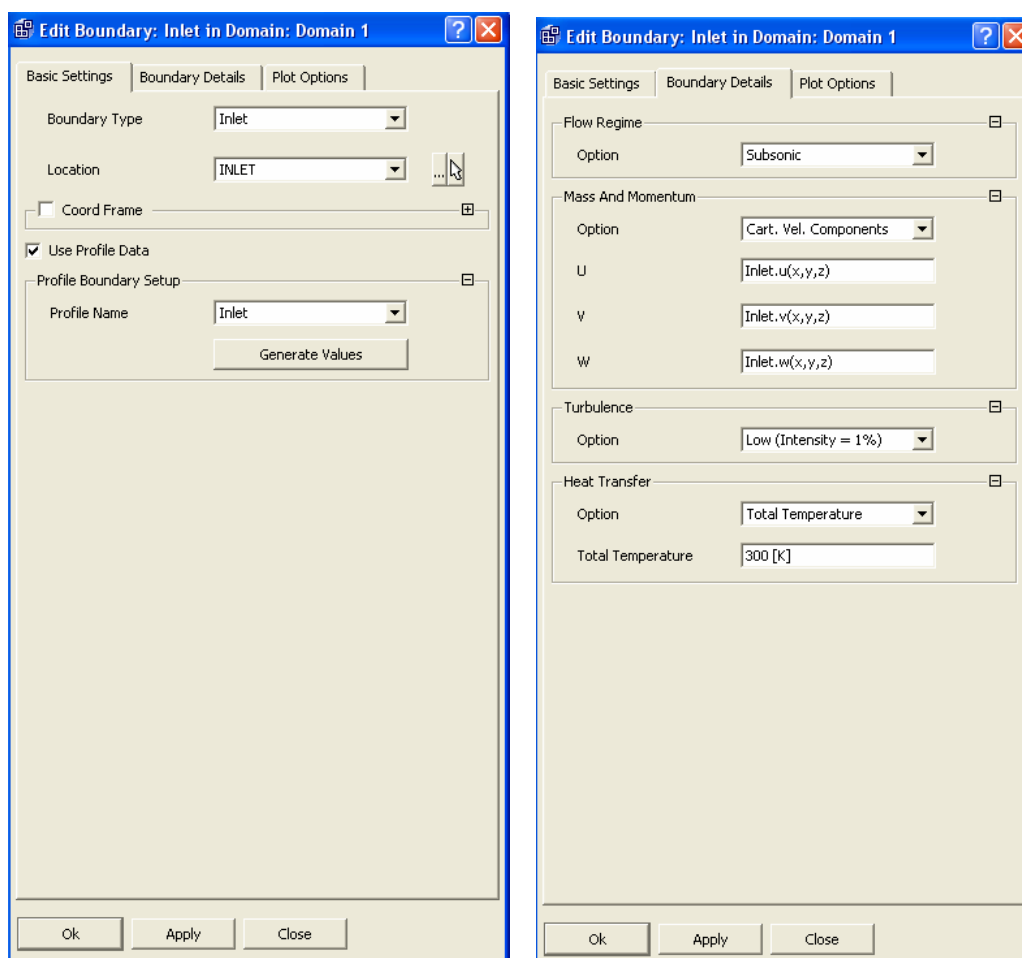 Edit Boundary: Inlet in Domain: Domain 1
Basic Settings Boundary Details Plot Options
Boundary Type Inlet
Location INLET ...
Coord Frame
Use Profile Data
Profile Boundary Setup
Profile Name Inlet
Generate Values
Ok Apply Close
Edit Boundary: Inlet in Domain: Domain 1
Basic Settings Boundary Details Plot Options
Flow Regime
Option Subsonic
Mass And Momentum
Option Cart. Vel. Components
U Inlet.u(x,y,z)
V Inlet.v(x,y,z)
W Inlet.w(x,y,z)
Turbulence
Option Low (Intensity = 1%)
Heat Transfer
Option Total Temperature
Total Temperature 300 [K]
Ok Apply Close